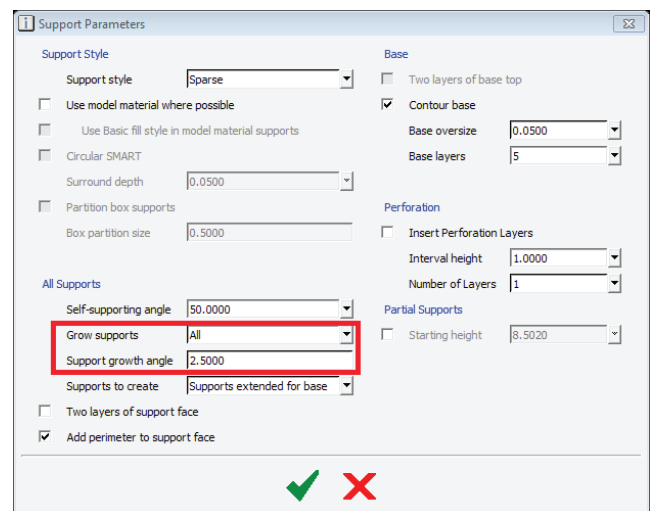 Support Parameters
Support Style
Support style Sparse
Use model material where possible
Use Basic fill style in model material supports
Circular SMART
Surround depth 0.0500
Partition box supports
Box partition size 0.5000
All Supports
Self-supporting angle 50.0000
Grow supports All
Support growth angle 2.5000
Supports to create Supports extended for base
Two layers of support face
Add perimeter to support face
Base
Two layers of base top
Contour base
Base oversize 0.0500
Base layers 5
Perforation
Insert Perforation Layers
Interval height 1.0000
Number of Layers 1
Partial Supports
Starting height 8.5020